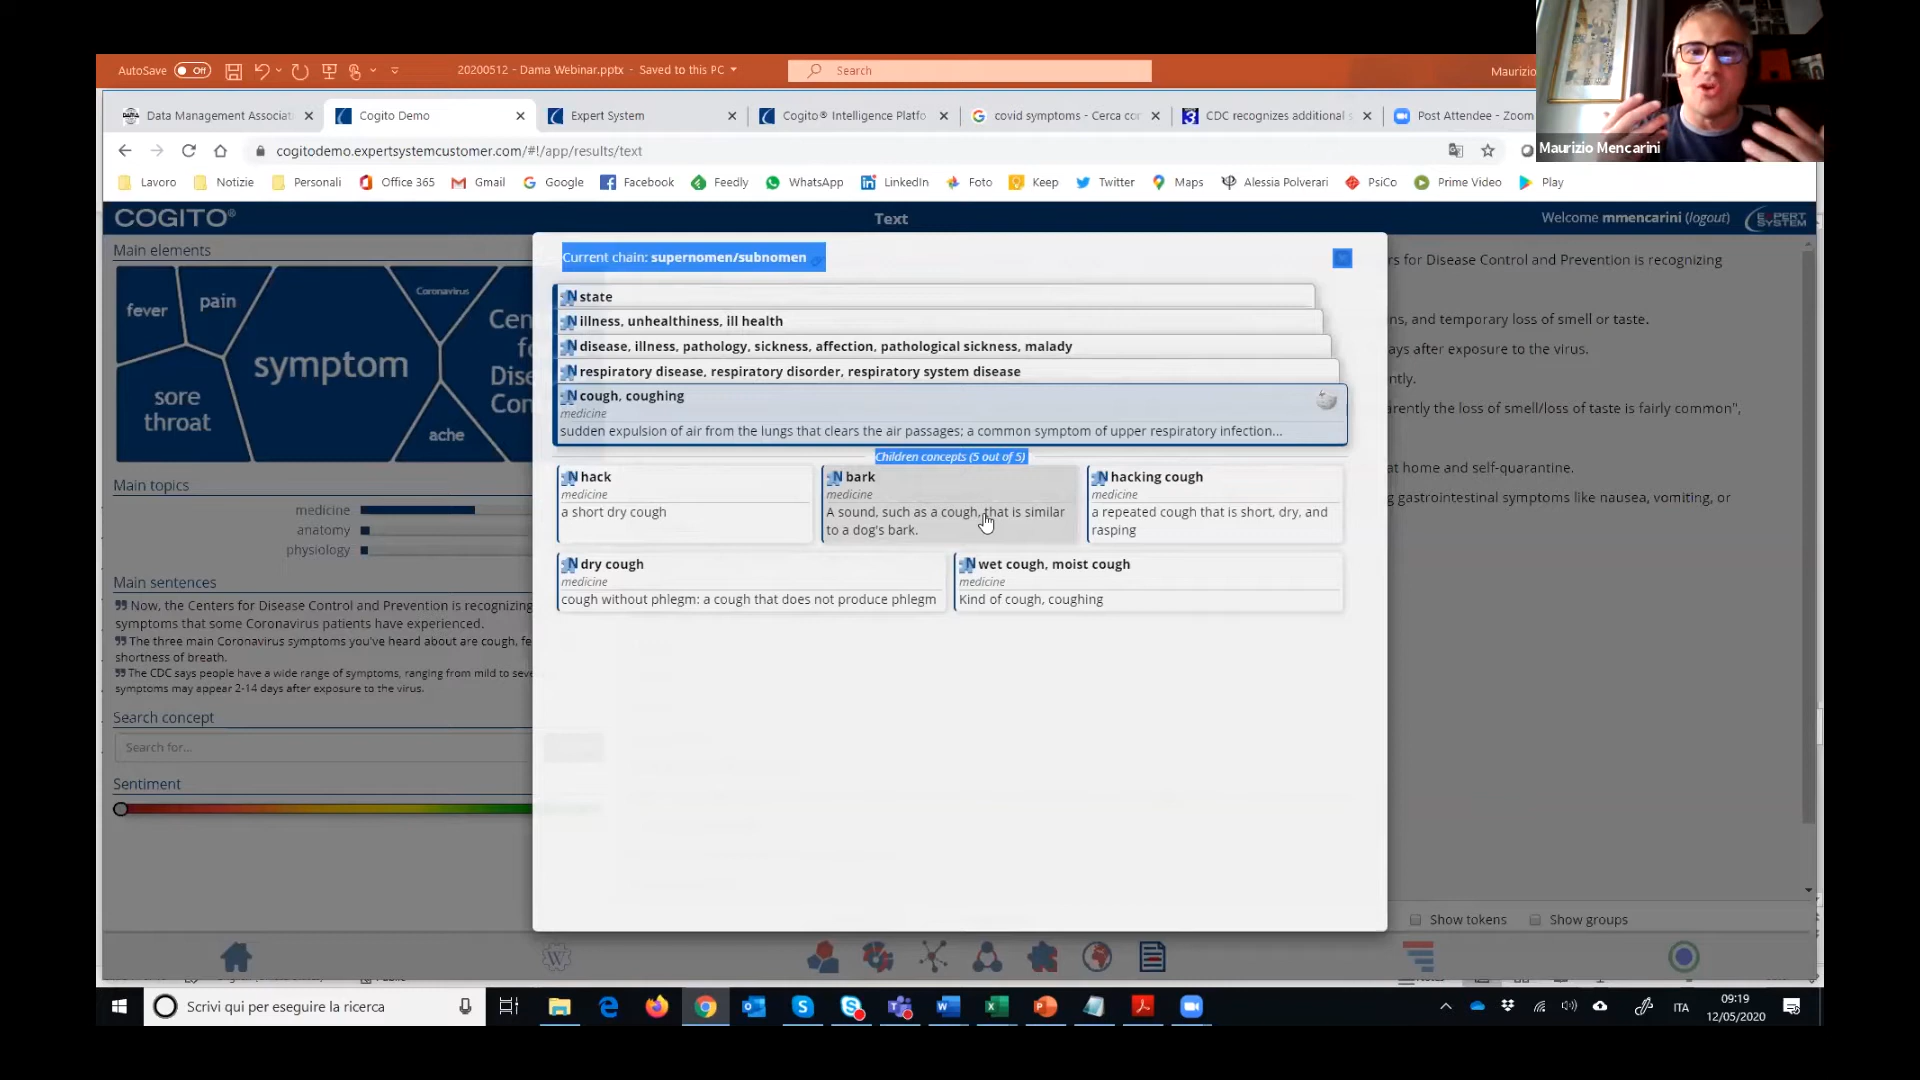 AutoSave Off
20200512 - Dama Webinar.pptx - Saved to this PC
Search
Maurizio
Maurizio Mencarini
Data Management Associat
Cogito Demo
Expert System
Cogito® Intelligence Platfo
covid symptoms - Cerca co
CDC recognizes additional s
Post Attendee - Zoom
cogitodemo.expertsystemcustomer.com/#!/app/results/text
Lavoro
Notizie
Personali
Office 365
Gmail
Google
Facebook
Feedly
WhatsApp
LinkedIn
Foto
Keep
Twitter
Maps
Alessia Polverari
PsiCo
Prime Video
Play
COGITO®
Text
Welcome mmencarini (logout)
EXPERT SYSTEM
Main elements
fever
pain
Coronavirus
symptom
sore throat
ache
Cen
fo
Dise
Con
Main topics
medicine
anatomy
physiology
Main sentences
Now, the Centers for Disease Control and Prevention is recognizing
symptoms that some Coronavirus patients have experienced.
The three main Coronavirus symptoms you've heard about are cough, fe
shortness of breath.
The CDC says people have a wide range of symptoms, ranging from mild to seve
symptoms may appear 2-14 days after exposure to the virus.
Search concept
Search for...
Sentiment
Current chain: supernomen/subnomen
N state
N illness, unhealthiness, ill health
N disease, illness, pathology, sickness, affection, pathological sickness, malady
N respiratory disease, respiratory disorder, respiratory system disease
N cough, coughing
medicine
sudden expulsion of air from the lungs that clears the air passages; a common symptom of upper respiratory infection...
Children concepts (5 out of 5)
N hack
medicine
a short dry cough
N bark
medicine
A sound, such as a cough, that is similar
to a dog's bark.
N hacking cough
medicine
a repeated cough that is short, dry, and
rasping
N dry cough
medicine
cough without phlegm: a cough that does not produce phlegm
N wet cough, moist cough
medicine
Kind of cough, coughing
s for Disease Control and Prevention is recognizing
ns, and temporary loss of smell or taste.
ays after exposure to the virus.
ntly.
rently the loss of smell/loss of taste is fairly common",
at home and self-quarantine.
g gastrointestinal symptoms like nausea, vomiting, or
Show tokens
Show groups
W
Scrivi qui per eseguire la ricerca
ITA
09:19
12/05/2020